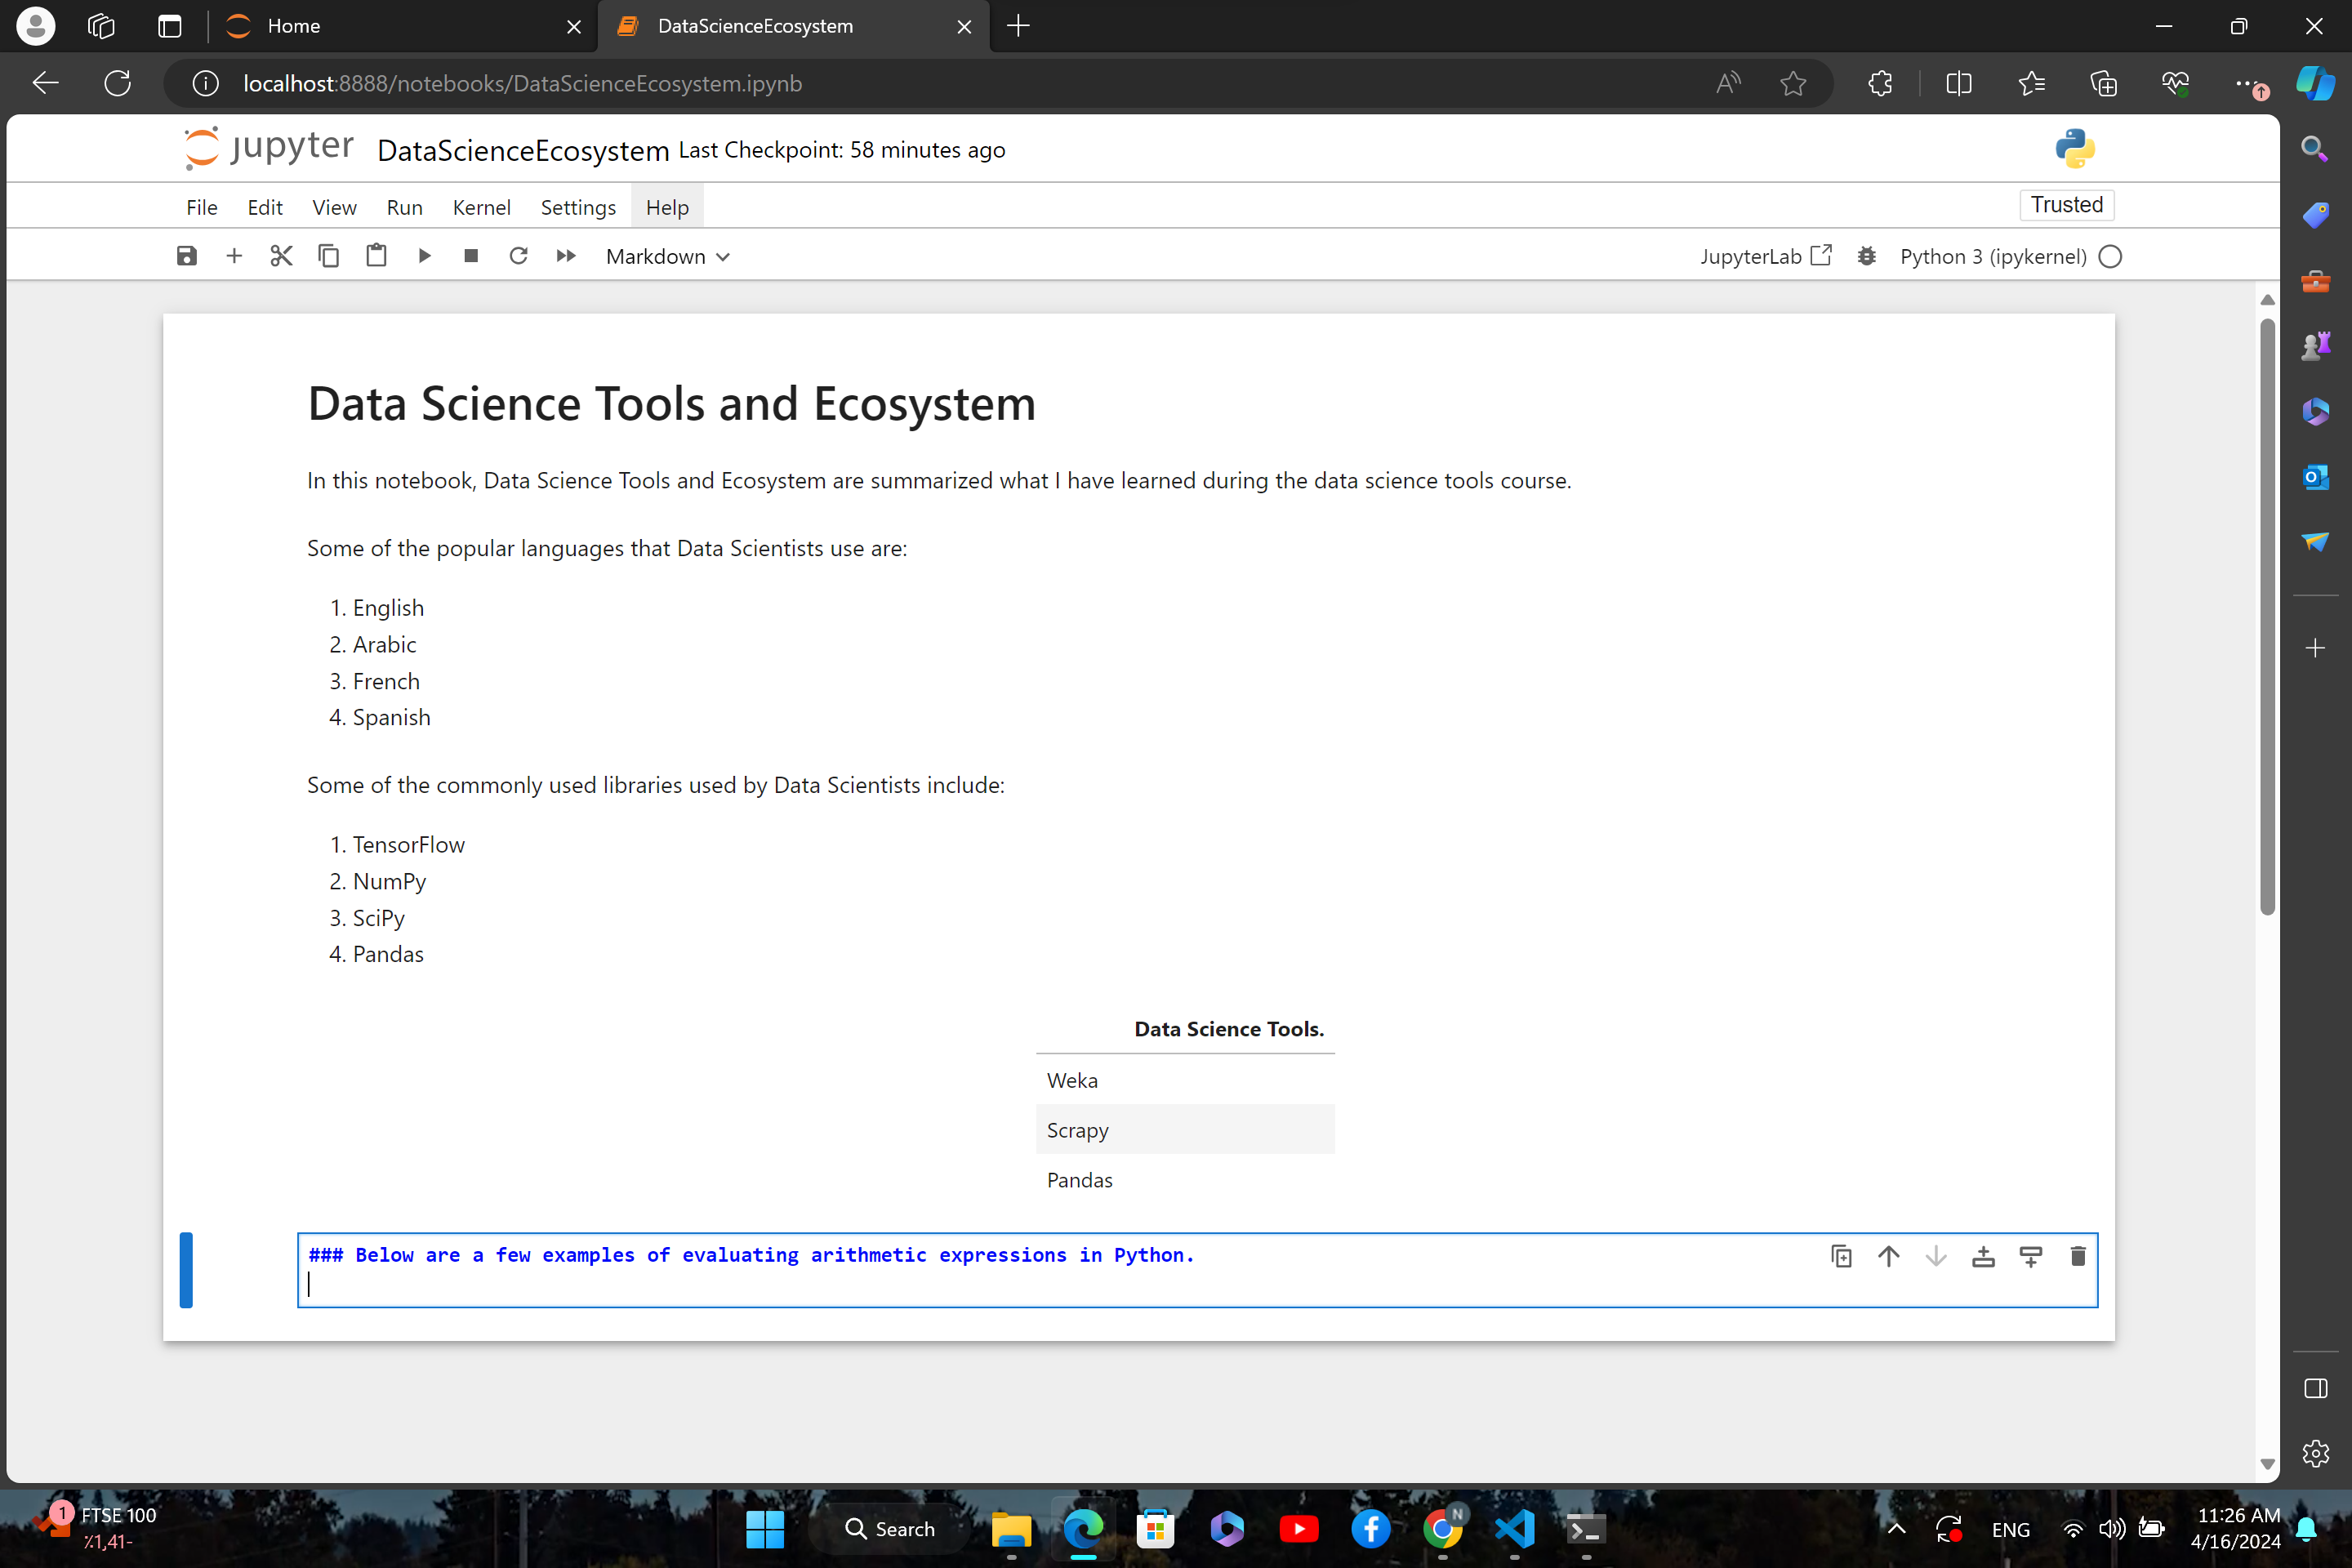 Home
DataScienceEcosystem
localhost:8888/notebooks/DataScienceEcosystem.ipynb
jupyter DataScienceEcosystem Last Checkpoint: 58 minutes ago
File Edit View Run Kernel Settings Help
Trusted
Markdown
JupyterLab Python 3 (ipykernel)
Data Science Tools and Ecosystem
In this notebook, Data Science Tools and Ecosystem are summarized what I have learned during the data science tools course.
Some of the popular languages that Data Scientists use are:
1. English
2. Arabic
3. French
4. Spanish
Some of the commonly used libraries used by Data Scientists include:
1. TensorFlow
2. NumPy
3. SciPy
4. Pandas
Data Science Tools.
Weka
Scrapy
Pandas
### Below are a few examples of evaluating arithmetic expressions in Python.
1 FTSE 100
٪1,41-
Search
N
ENG
11:26 AM
4/16/2024